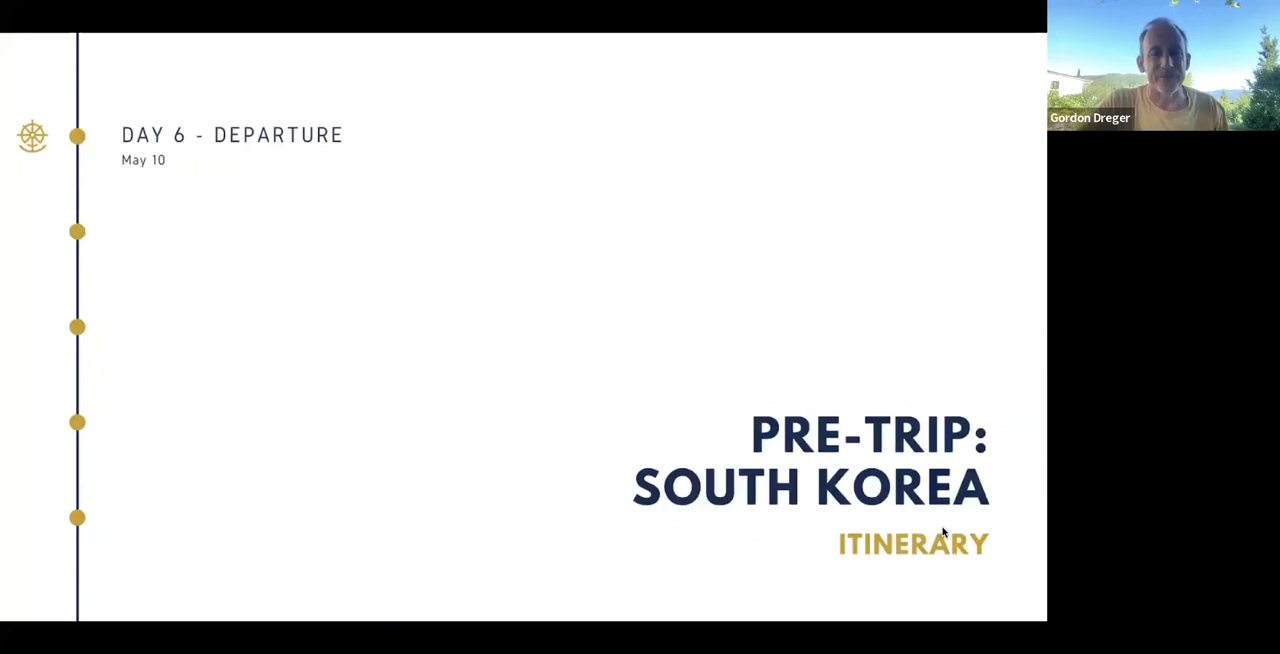 DAY 6 - DEPARTURE
May 10
PRE-TRIP:
SOUTH KOREA
ITINERARY
Gordon Dreger